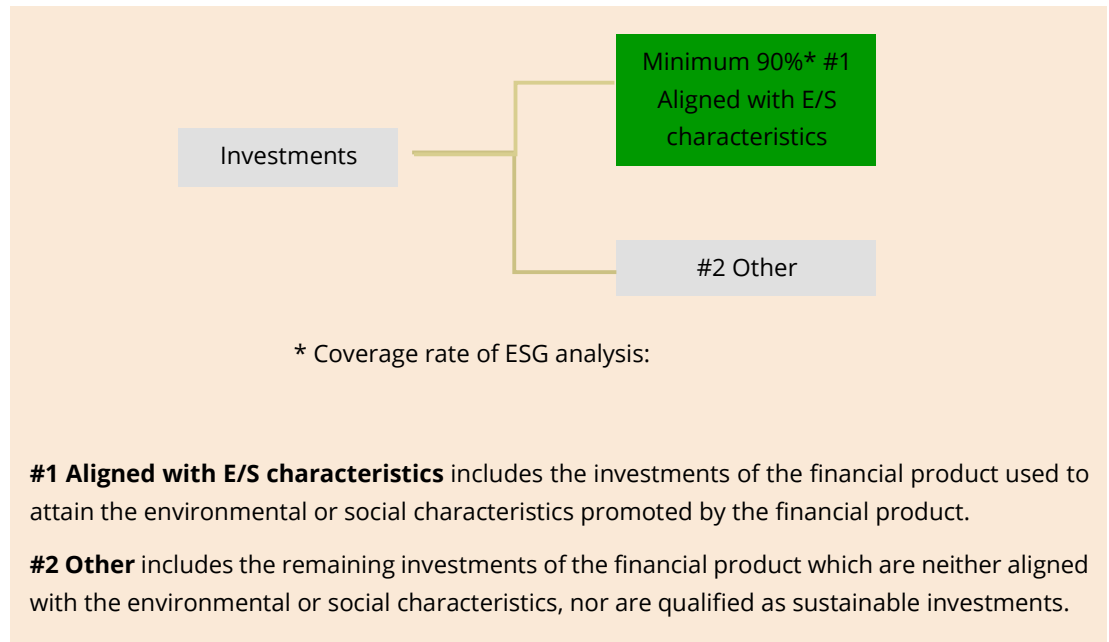 Minimum 90%* #1
Aligned with E/S
characteristics
Investments
#2 Other
* Coverage rate of ESG analysis:
#1 Aligned with E/S characteristics includes the investments of the financial product used to
attain the environmental or social characteristics promoted by the financial product.
#2 Other includes the remaining investments of the financial product which are neither aligned
with the environmental or social characteristics, nor are qualified as sustainable investments.